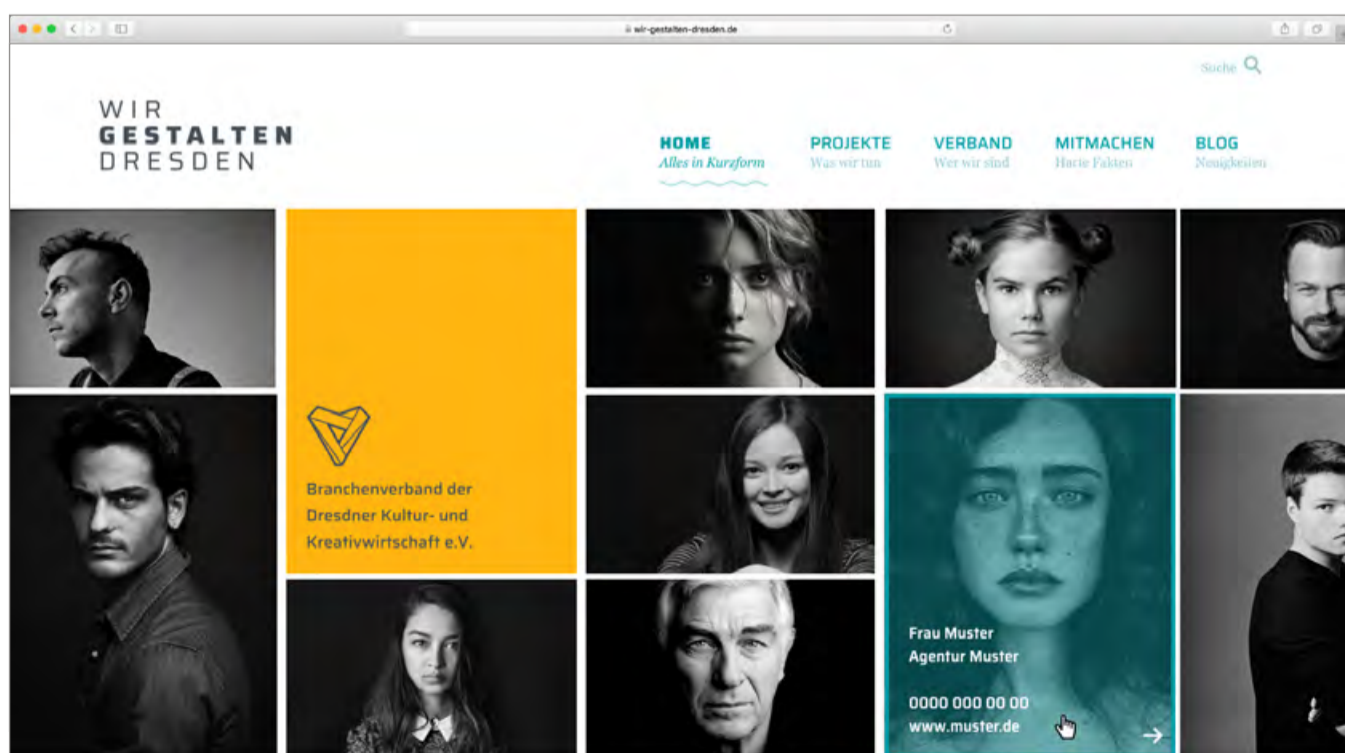 wir-gestalten-dresden.de
Suche
WIR
GESTALTEN
DRESDEN
HOME
Alles in Kurzform
PROJEKTE
Was wir tun
VERBAND
Wer wir sind
MITMACHEN
Harte Fakten
BLOG
Neuigkeiten
Branchenverband der
Dresdner Kultur- und
Kreativwirtschaft e.V.
Frau Muster
Agentur Muster
0000 000 00 00
www.muster.de